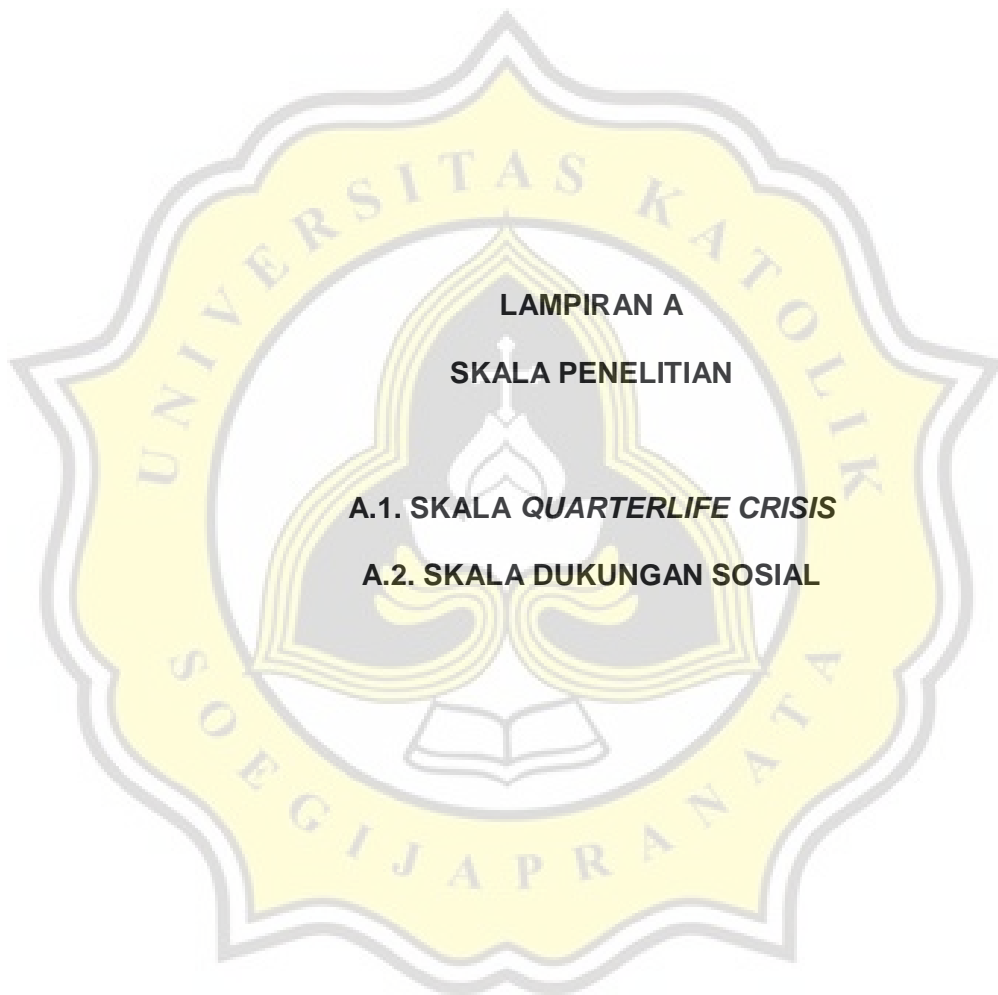 UNIVERSITAS KATOLIK
LAMPIRAN A
SKALA PENELITIAN
A.1. SKALA QUARTERLIFE CRISIS
A.2. SKALA DUKUNGAN SOSIAL
SOEGIJAPRANATA